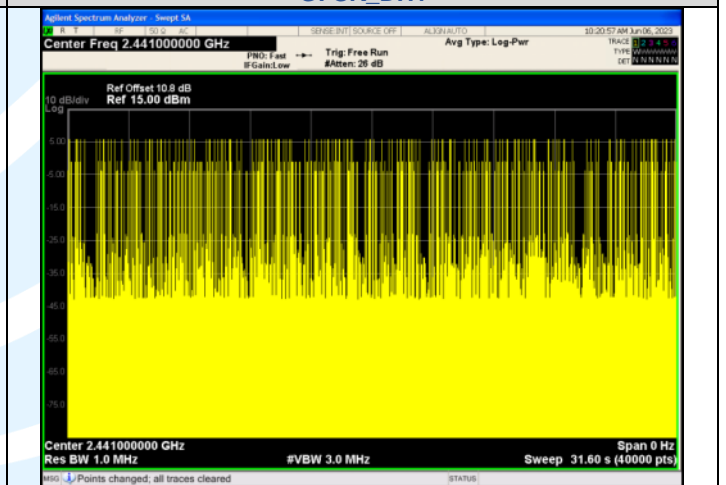 Agilent Spectrum Analyzer - Swept SA
R T RF 50 Ω AC SENSE:INT SOURCE OFF ALIGN AUTO 10:20:57 AM Jun 06, 2023
Center Freq 2.441000000 GHz
PNO: Fast
IFGain:Low
Trig: Free Run
#Atten: 26 dB
Avg Type: Log-Pwr
TRACE 1 2 3 4 5 6
TYPE
DET N N N N N N
Ref Offset 10.8 dB
10 dB/div Ref 15.00 dBm
Log
5.00
-5.00
-15.0
-25.0
-35.0
-45.0
-55.0
-65.0
-75.0
Center 2.441000000 GHz Span 0 Hz
Res BW 1.0 MHz #VBW 3.0 MHz Sweep 31.60 s (40000 pts)
MSG Points changed; all traces cleared STATUS